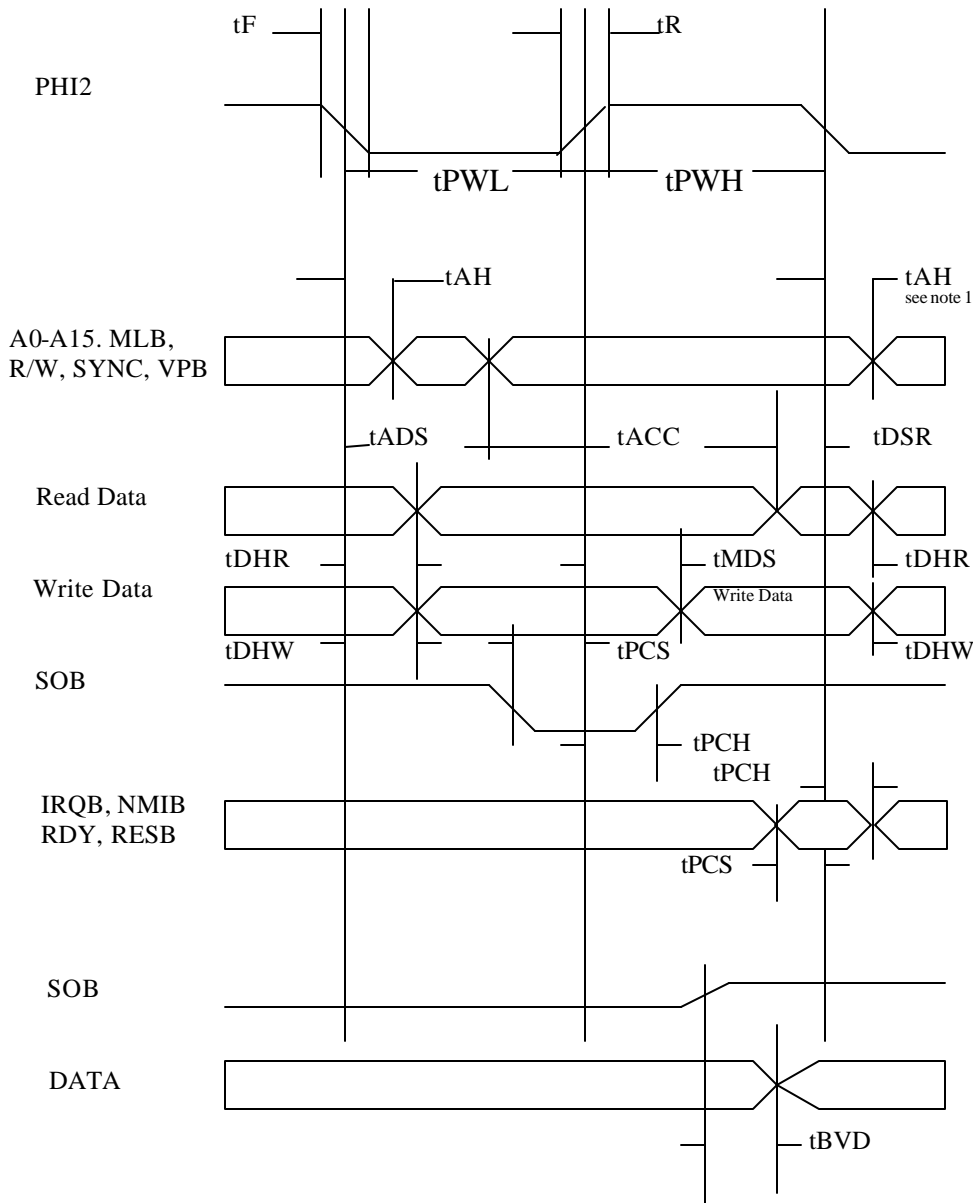 tF
tR
PHI2
tPWL
tPWH
tAH
tAH
see note 1
A0-A15. MLB,
R/W, SYNC, VPB
tADS
tACC
tDSR
Read Data
tDHR
tMDS
tDHR
Write Data
Write Data
tDHW
tPCS
tDHW
SOB
tPCH
tPCH
IRQB, NMIB
RDY, RESB
tPCS
SOB
DATA
tBVD